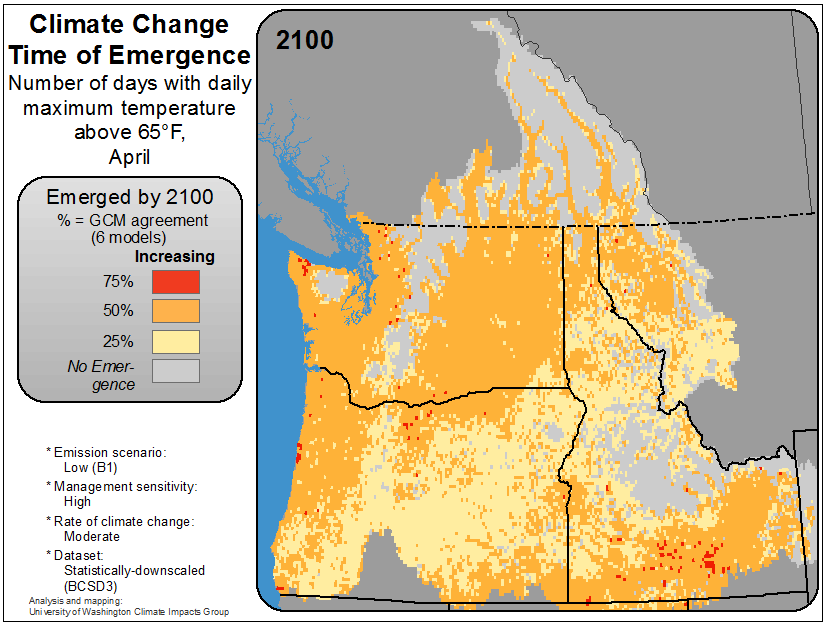 Climate Change
Time of Emergence
Number of days with daily
maximum temperature
above 65°F,
April
2100
Emerged by 2100
% = GCM agreement
(6 models)
Increasing
75%
50%
25%
No Emer-
gence
* Emission scenario:
Low (B1)
* Management sensitivity:
High
* Rate of climate change:
Moderate
* Dataset:
Statistically-downscaled
(BCSD3)
Analysis and mapping:
University of Washington Climate Impacts Group